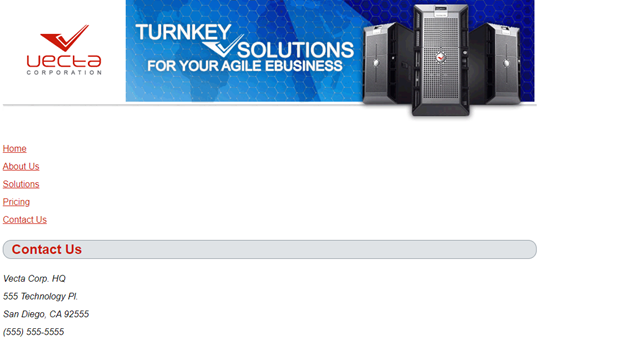 vecta
CORPORATION
TURNKEY
SOLUTIONS
FOR YOUR AGILE EBUSINESS
Home
About Us
Solutions
Pricing
Contact Us
Contact Us
Vecta Corp. HQ
555 Technology Pl.
San Diego, CA 92555
(555) 555-5555